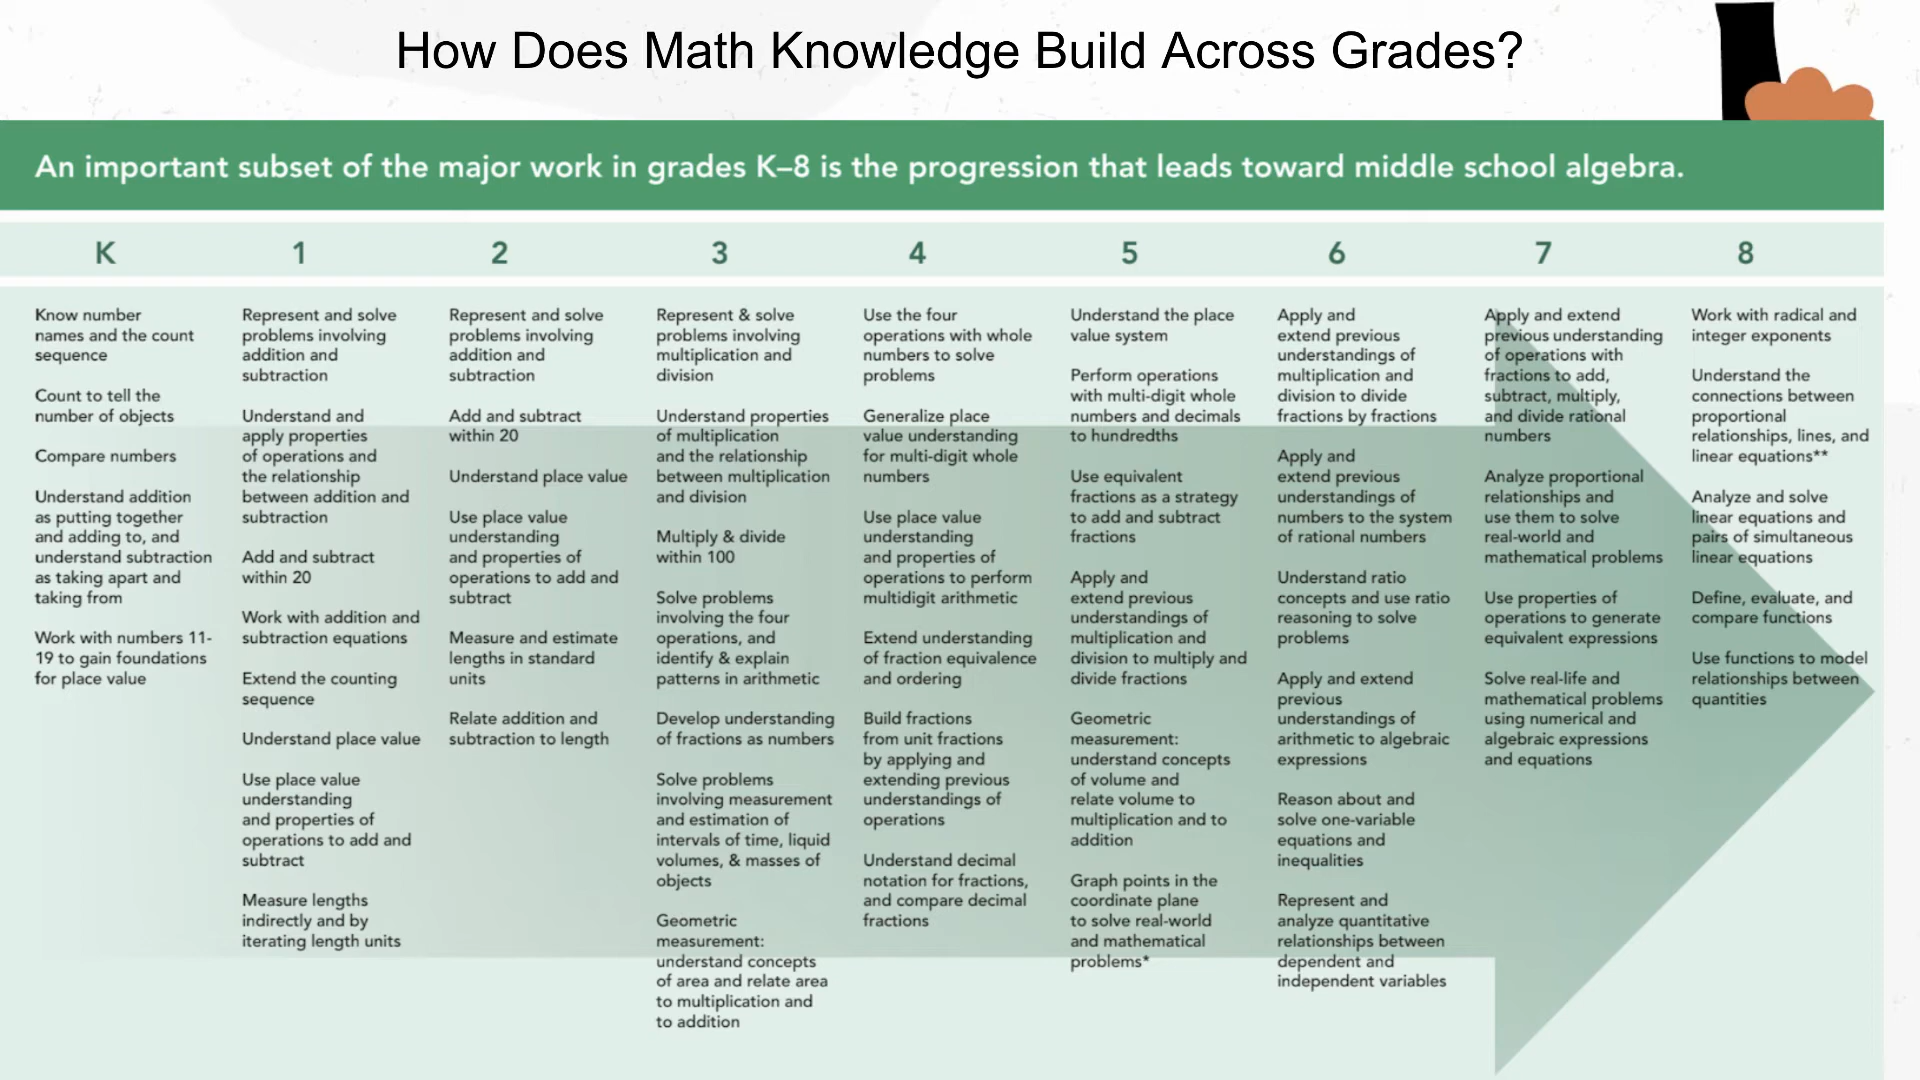 How Does Math Knowledge Build Across Grades?
An important subset of the major work in grades K–8 is the progression that leads toward middle school algebra.
K
Know number
names and the count
sequence
Count to tell the
number of objects
Compare numbers
Understand addition
as putting together
and adding to, and
understand subtraction
as taking apart and
taking from
Work with numbers 11-
19 to gain foundations
for place value
1
Represent and solve
problems involving
addition and
subtraction
Understand and
apply properties
of operations and
the relationship
between addition and
subtraction
Add and subtract
within 20
Work with addition and
subtraction equations
Extend the counting
sequence
Understand place value
Use place value
understanding
and properties of
operations to add and
subtract
Measure lengths
indirectly and by
iterating length units
2
Represent and solve
problems involving
addition and
subtraction
Add and subtract
within 20
Understand place value
Use place value
understanding
and properties of
operations to add and
subtract
Measure and estimate
lengths in standard
units
Relate addition and
subtraction to length
3
Represent & solve
problems involving
multiplication and
division
Understand properties
of multiplication
and the relationship
between multiplication
and division
Multiply & divide
within 100
Solve problems
involving the four
operations, and
identify & explain
patterns in arithmetic
Develop understanding
of fractions as numbers
Solve problems
involving measurement
and estimation of
intervals of time, liquid
volumes, & masses of
objects
Geometric
measurement:
understand concepts
of area and relate area
to multiplication and
to addition
4
Use the four
operations with whole
numbers to solve
problems
Generalize place
value understanding
for multi-digit whole
numbers
Use place value
understanding
and properties of
operations to perform
multidigit arithmetic
Extend understanding
of fraction equivalence
and ordering
Build fractions
from unit fractions
by applying and
extending previous
understandings of
operations
Understand decimal
notation for fractions,
and compare decimal
fractions
5
Understand the place
value system
Perform operations
with multi-digit whole
numbers and decimals
to hundredths
Use equivalent
fractions as a strategy
to add and subtract
fractions
Apply and
extend previous
understandings of
multiplication and
division to multiply and
divide fractions
Geometric
measurement:
understand concepts
of volume and
relate volume to
multiplication and to
addition
Graph points in the
coordinate plane
to solve real-world
and mathematical
problems*
6
Apply and
extend previous
understandings of
multiplication and
division to divide
fractions by fractions
Apply and
extend previous
understandings of
numbers to the system
of rational numbers
Understand ratio
concepts and use ratio
reasoning to solve
problems
Apply and extend
previous
understandings of
arithmetic to algebraic
expressions
Reason about and
solve one-variable
equations and
inequalities
Represent and
analyze quantitative
relationships between
dependent and
independent variables
7
Apply and extend
previous understanding
of operations with
fractions to add,
subtract, multiply,
and divide rational
numbers
Analyze proportional
relationships and
use them to solve
real-world and
mathematical problems
Use properties of
operations to generate
equivalent expressions
Solve real-life and
mathematical problems
using numerical and
algebraic expressions
and equations
8
Work with radical and
integer exponents
Understand the
connections between
proportional
relationships, lines, and
linear equations**
Analyze and solve
linear equations and
pairs of simultaneous
linear equations
Define, evaluate, and
compare functions
Use functions to model
relationships between
quantities